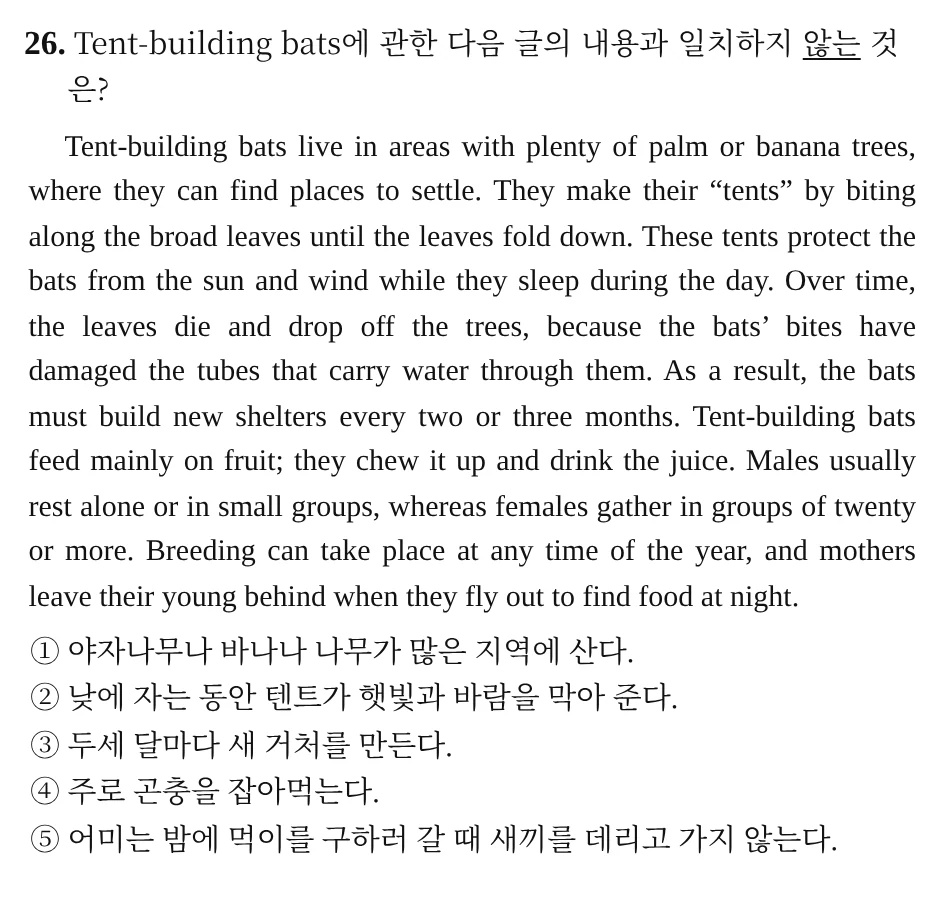 26. Tent-building bats에 관한 다음 글의 내용과 일치하지 않는 것
은?
Tent-building bats live in areas with plenty of palm or banana trees,
where they can find places to settle. They make their “tents” by biting
along the broad leaves until the leaves fold down. These tents protect the
bats from the sun and wind while they sleep during the day. Over time,
the leaves die and drop off the trees, because the bats’ bites have
damaged the tubes that carry water through them. As a result, the bats
must build new shelters every two or three months. Tent-building bats
feed mainly on fruit; they chew it up and drink the juice. Males usually
rest alone or in small groups, whereas females gather in groups of twenty
or more. Breeding can take place at any time of the year, and mothers
leave their young behind when they fly out to find food at night.
① 야자나무나 바나나 나무가 많은 지역에 산다.
② 낮에 자는 동안 텐트가 햇빛과 바람을 막아 준다.
③ 두세 달마다 새 거처를 만든다.
④ 주로 곤충을 잡아먹는다.
⑤ 어미는 밤에 먹이를 구하러 갈 때 새끼를 데리고 가지 않는다.